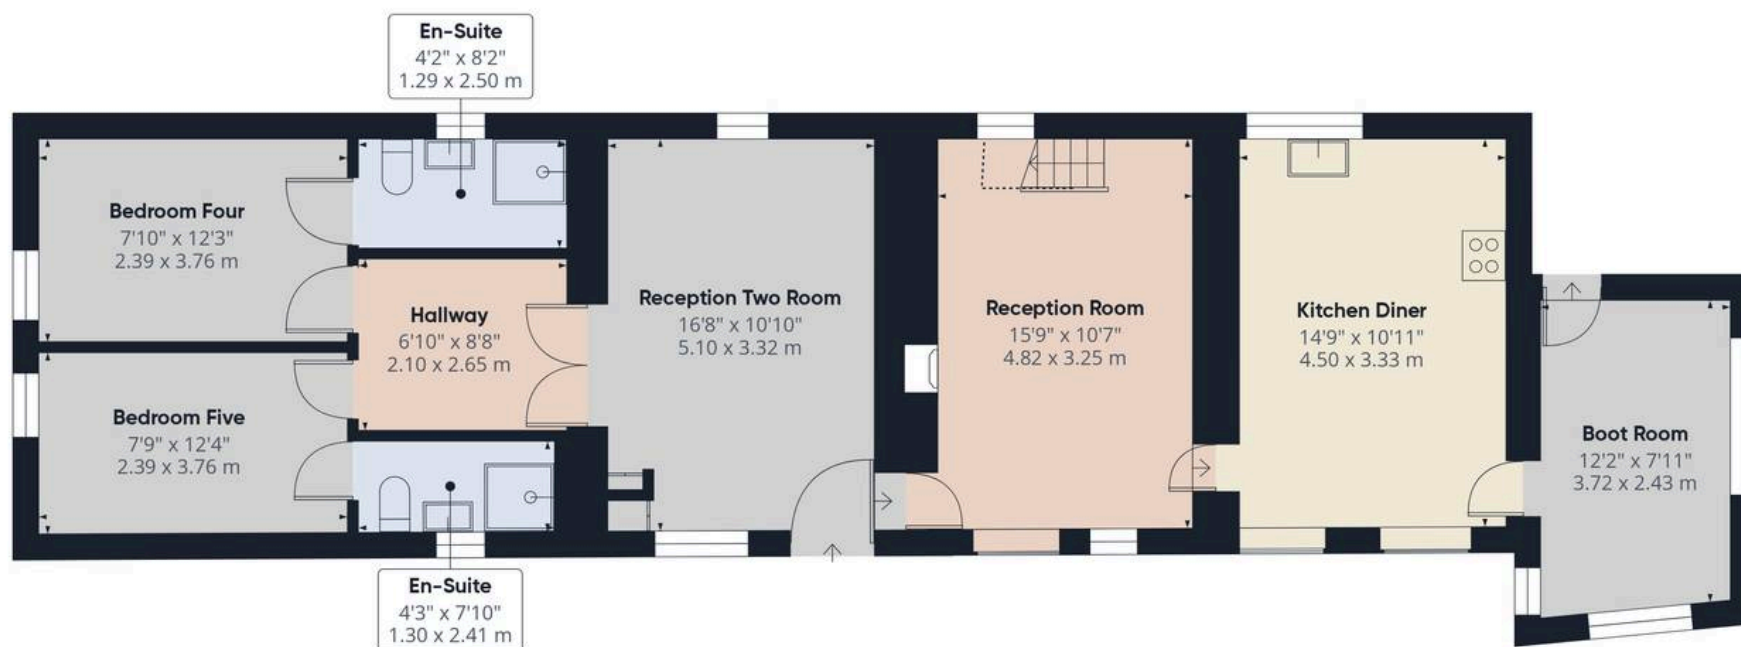 En-Suite
4'2" x 8'2"
1.29 x 2.50 m
Bedroom Four
7'10" x 12'3"
2.39 x 3.76 m
Hallway
6'10" x 8'8"
2.10 x 2.65 m
Reception Two Room
16'8" x 10'10"
5.10 x 3.32 m
Reception Room
15'9" x 10'7"
4.82 x 3.25 m
Kitchen Diner
14'9" x 10'11"
4.50 x 3.33 m
Bedroom Five
7'9" x 12'4"
2.39 x 3.76 m
Boot Room
12'2" x 7'11"
3.72 x 2.43 m
En-Suite
4'3" x 7'10"
1.30 x 2.41 m